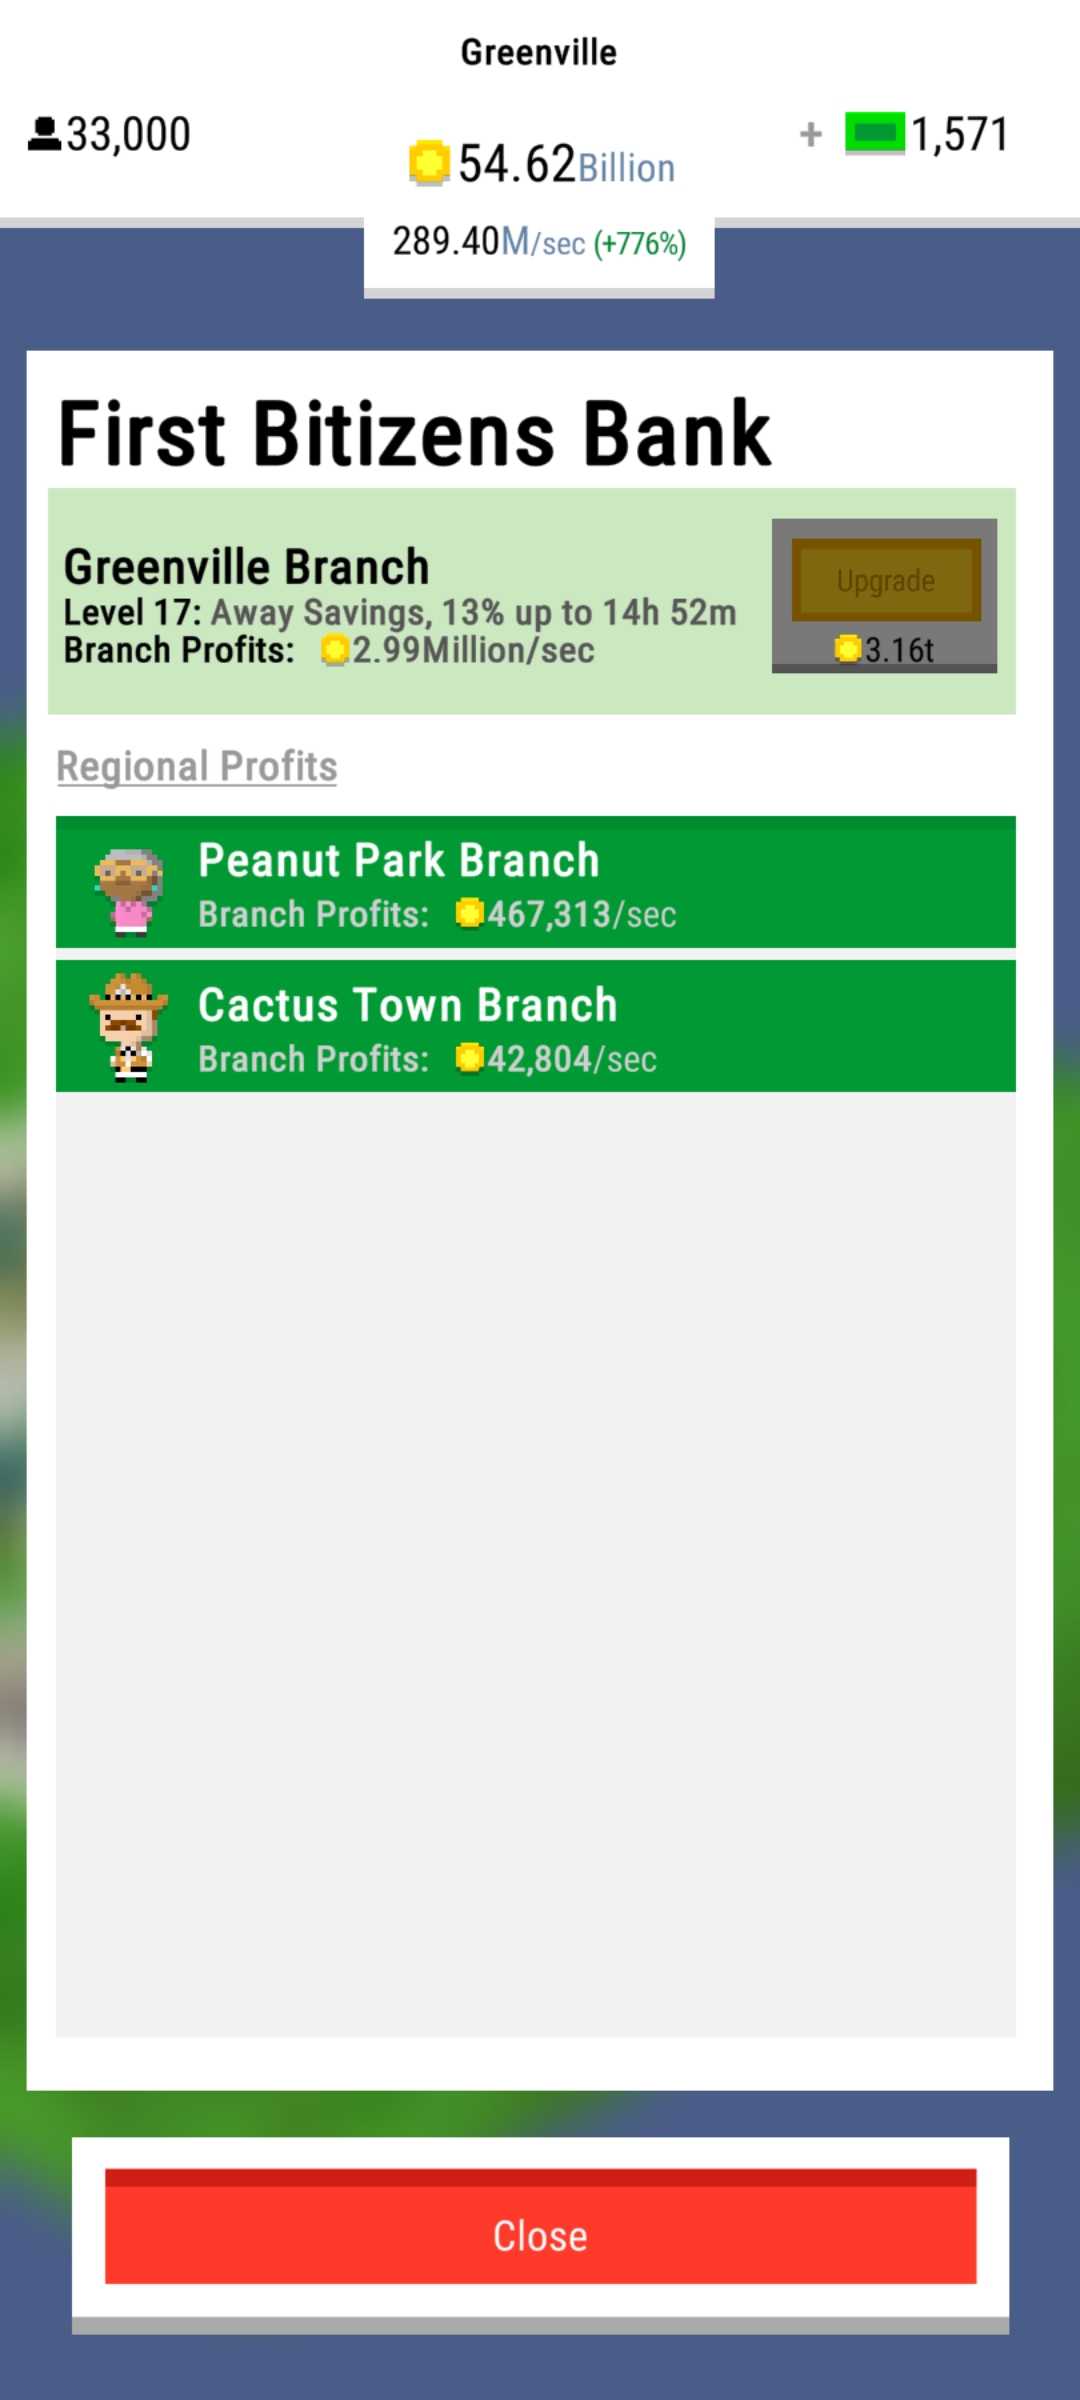 Greenville
33,000
54.62Billion
+ 1,571
289.40M/sec (+776%)
First Bitizens Bank
Greenville Branch
Level 17: Away Savings, 13% up to 14h 52m
Branch Profits: 2.99Million/sec
Upgrade
3.16t
Regional Profits
Peanut Park Branch
Branch Profits: 467,313/sec
Cactus Town Branch
Branch Profits: 42,804/sec
Close